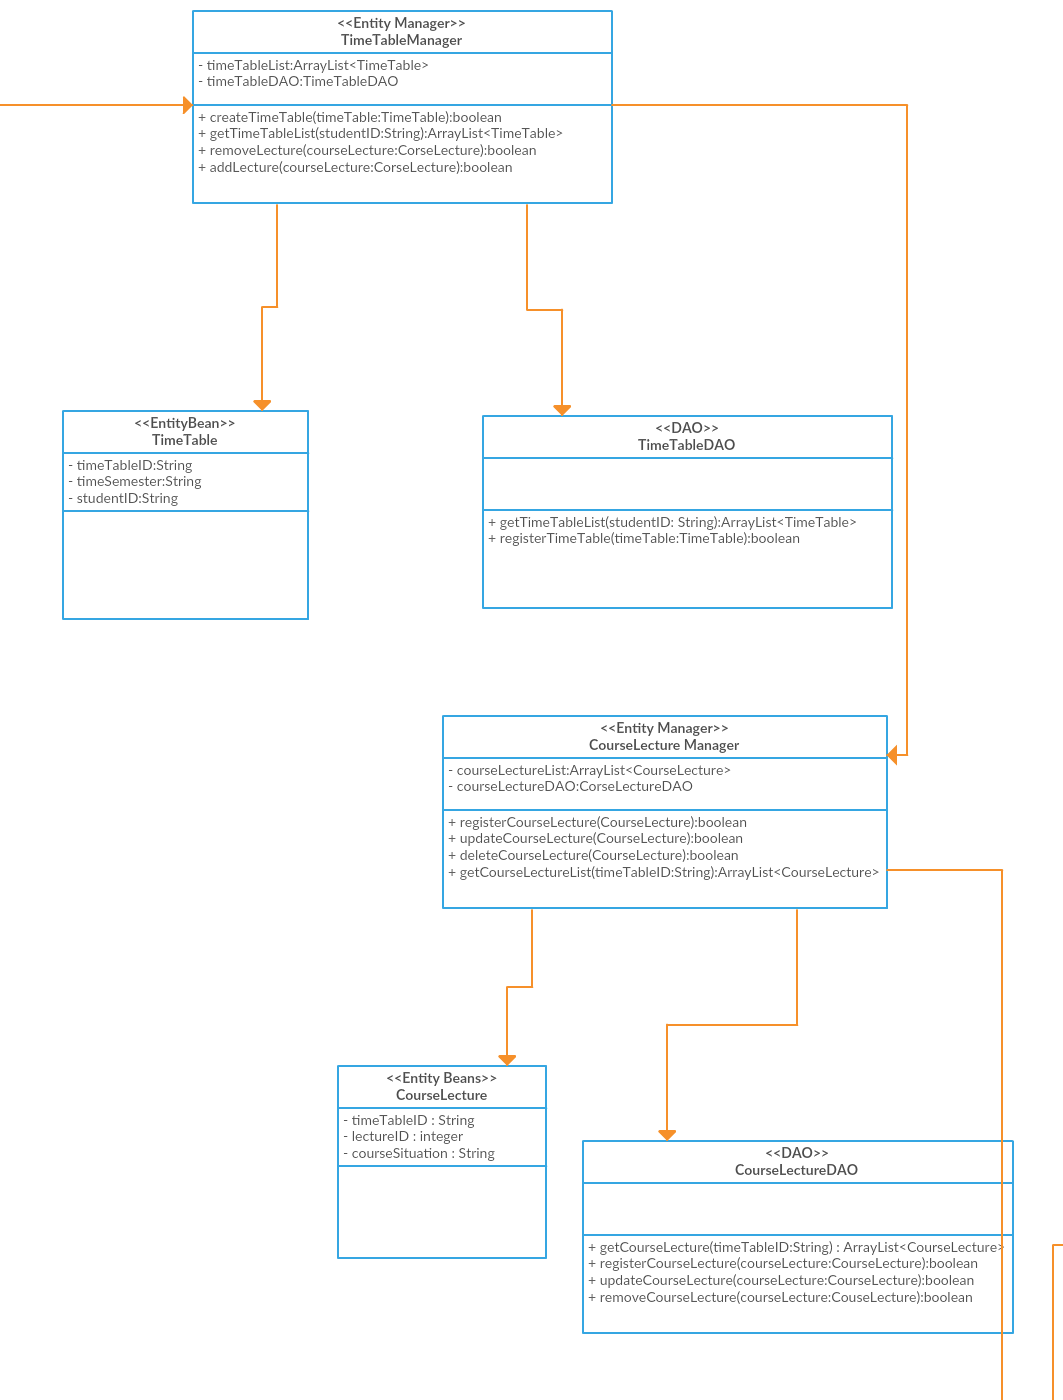 <<Entity Manager>>
TimeTableManager
- timeTableList:ArrayList<TimeTable>
- timeTableDAO:TimeTableDAO
+ createTimeTable(timeTable:TimeTable):boolean
+ getTimeTableList(studentID:String):ArrayList<TimeTable>
+ removeLecture(courseLecture:CorseLecture):boolean
+ addLecture(courseLecture:CorseLecture):boolean
<<EntityBean>>
TimeTable
- timeTableID:String
- timeSemester:String
- studentID:String
<<DAO>>
TimeTableDAO
+ getTimeTableList(studentID: String):ArrayList<TimeTable>
+ registerTimeTable(timeTable:TimeTable):boolean
<<Entity Manager>>
CourseLecture Manager
- courseLectureList:ArrayList<CourseLecture>
- courseLectureDAO:CorseLectureDAO
+ registerCourseLecture(CourseLecture):boolean
+ updateCourseLecture(CourseLecture):boolean
+ deleteCourseLecture(CourseLecture):boolean
+ getCourseLectureList(timeTableID:String):ArrayList<CourseLecture>
<<Entity Beans>>
CourseLecture
- timeTableID : String
- lectureID : integer
- courseSituation : String
<<DAO>>
CourseLectureDAO
+ getCourseLecture(timeTableID:String) : ArrayList<CourseLecture>
+ registerCourseLecture(courseLecture:CourseLecture):boolean
+ updateCourseLecture(courseLecture:CourseLecture):boolean
+ removeCourseLecture(courseLecture:CouseLecture):boolean